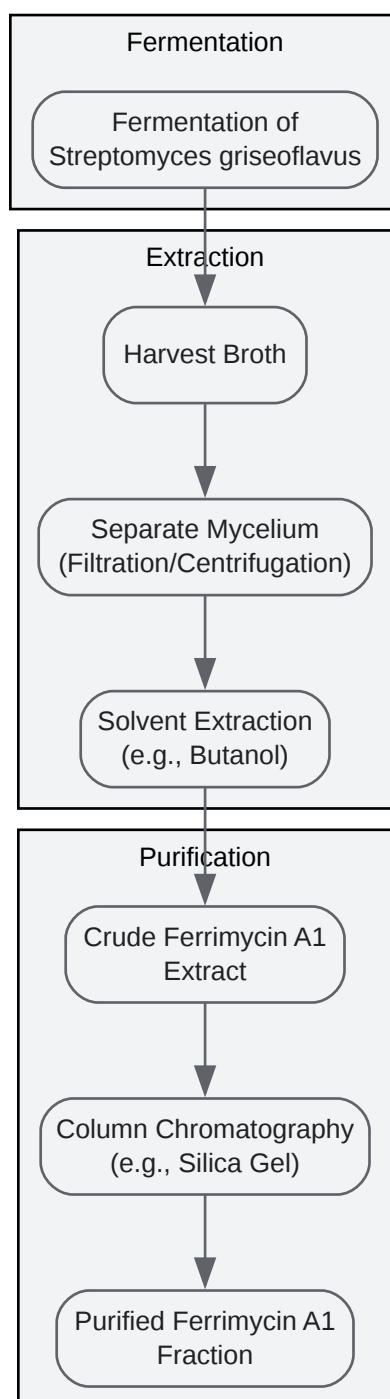 Fermentation
Fermentation of
Streptomyces griseoflavus
Extraction
Harvest Broth
Separate Mycelium
(Filtration/Centrifugation)
Solvent Extraction
(e.g., Butanol)
Purification
Crude Ferrimycin A1
Extract
Column Chromatography
(e.g., Silica Gel)
Purified Ferrimycin A1
Fraction